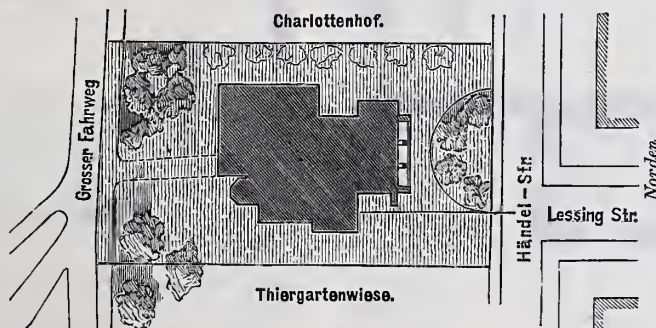 Charlottenhof.
Grosser Fahrweg
Händel-Str.
Lessing Str.
Norden
Thiergartenwiese.